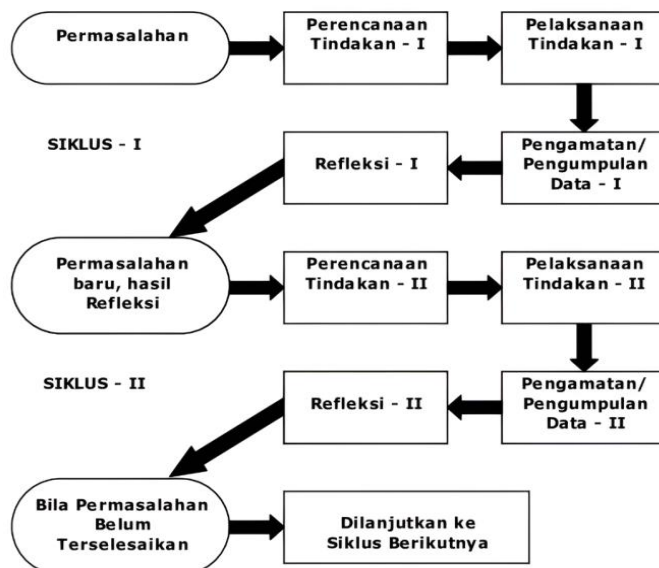 Permasalahan
Perencanaan
Tindakan - I
Pelaksanaan
Tindakan - I
SIKLUS - I
Refleksi - I
Pengamatan/
Pengumpulan
Data - I
Permasalahan
baru, hasil
Refleksi
Perencanaan
Tindakan - II
Pelaksanaan
Tindakan - II
SIKLUS - II
Refleksi - II
Pengamatan/
Pengumpulan
Data - II
Bila Permasalahan
Belum
Terselesaikan
Dilanjutkan ke
Siklus Berikutnya